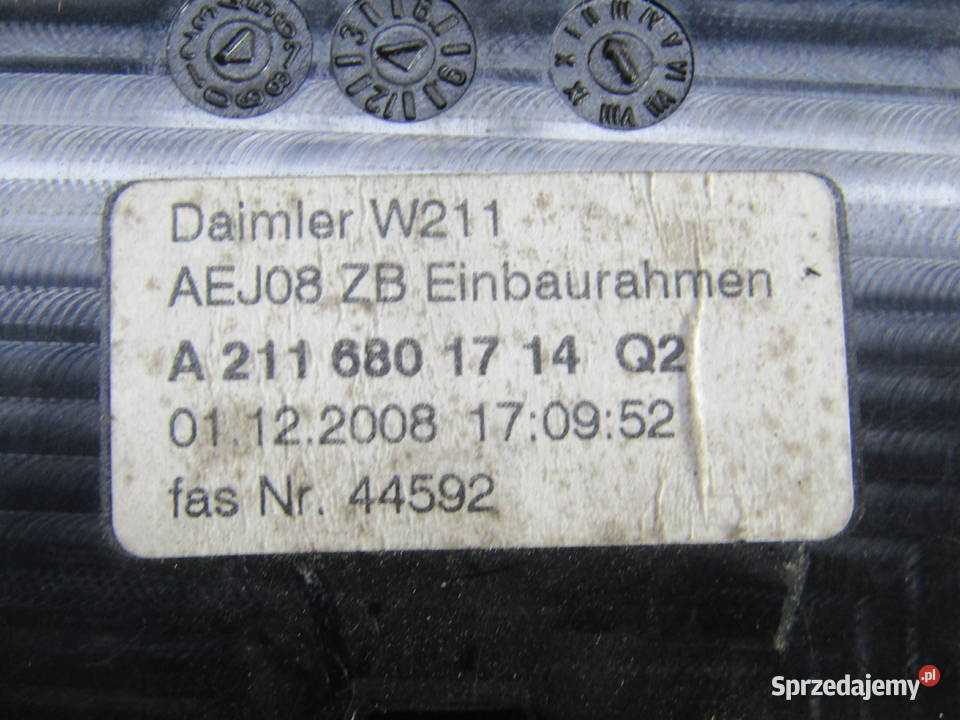 Daimler W211
AEJ08 ZB Einbaurahmen
A 211 680 17 14 Q2
01.12.2008 17:09:52
fas Nr. 44592
Sprzedajemy.pl